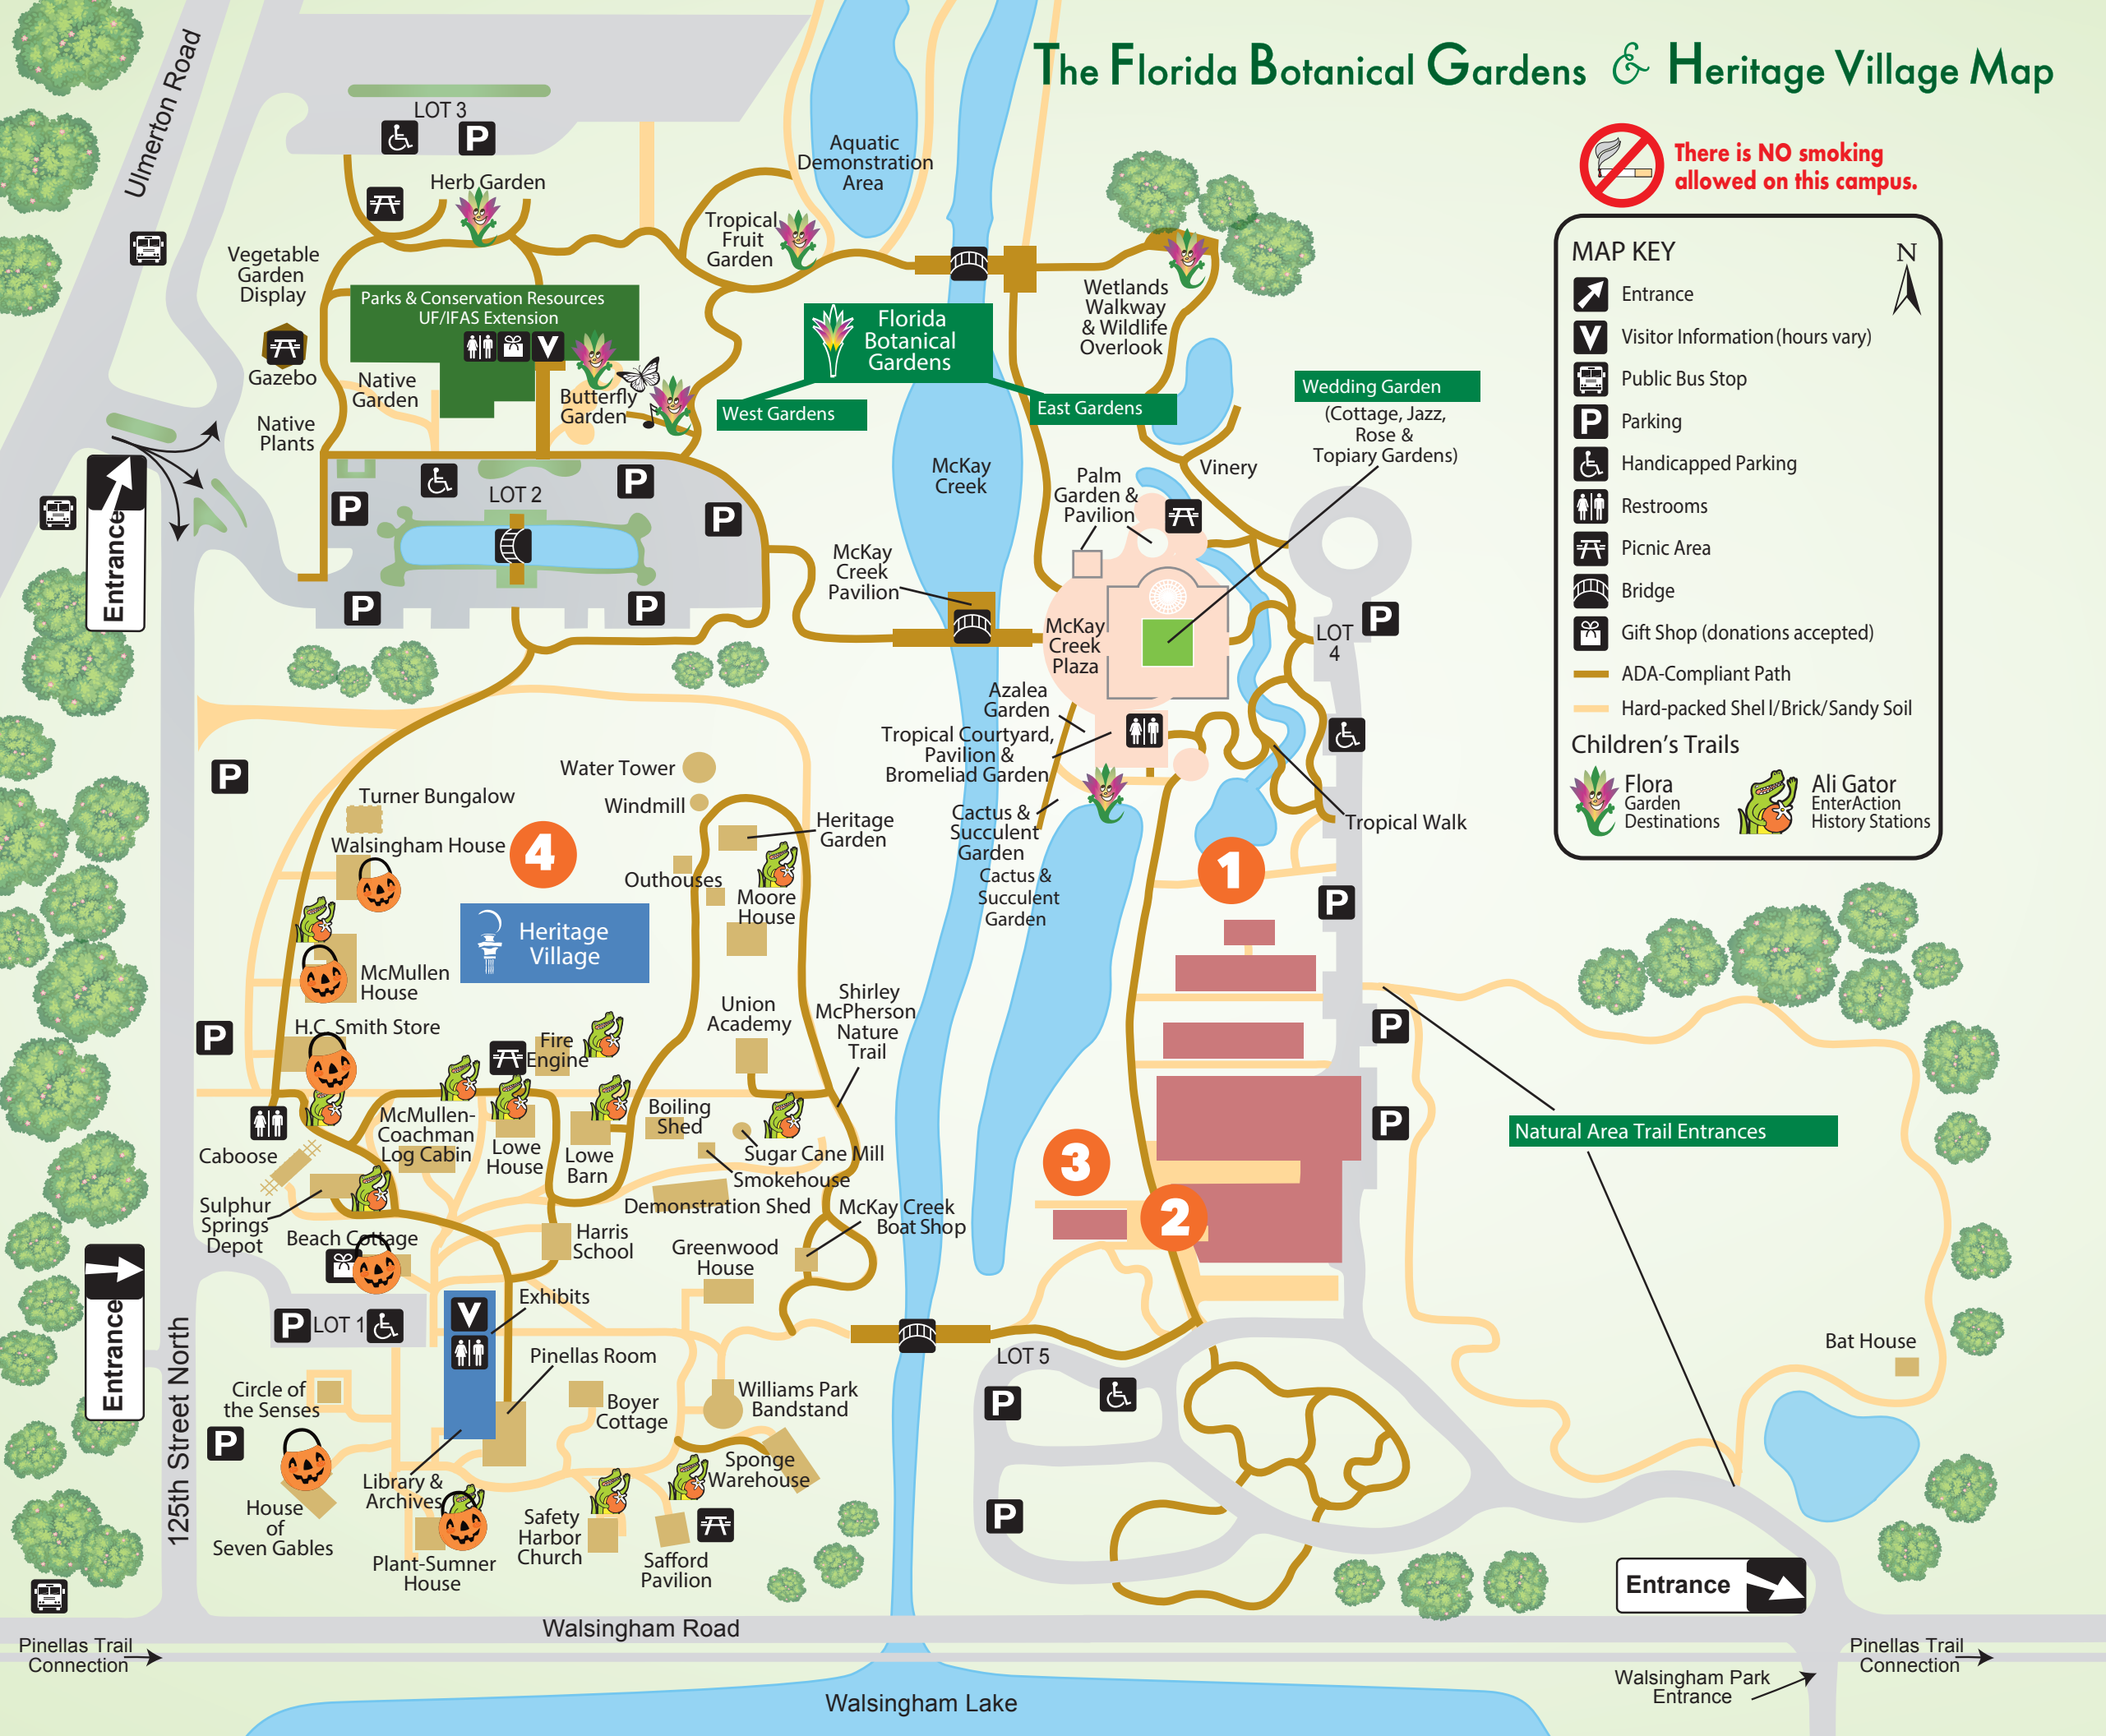 The Florida Botanical Gardens & Heritage Village Map
There is NO smoking
allowed on this campus.
MAP KEY
N
Entrance
V
Visitor Information (hours vary)
Public Bus Stop
P
Parking
Handicapped Parking
Restrooms
Picnic Area
Bridge
Gift Shop (donations accepted)
ADA-Compliant Path
Hard-packed Shell/Brick/Sandy Soil
Children's Trails
Flora
Garden
Destinations
Ali Gator
EnterAction
History Stations
Ulmerton Road
LOT 3
P
Herb Garden
Aquatic
Demonstration
Area
Tropical
Fruit
Garden
Vegetable
Garden
Display
Parks & Conservation Resources
UF/IFAS Extension
V
Gazebo
Native
Garden
Butterfly
Garden
Native
Plants
Florida
Botanical
Gardens
West Gardens
East Gardens
Wetlands
Walkway
& Wildlife
Overlook
Wedding Garden
(Cottage, Jazz,
Rose &
Topiary Gardens)
Entrance
LOT 2
P
P
P
P
P
McKay
Creek
Palm
Garden &
Pavilion
Vinery
McKay
Creek
Pavilion
McKay
Creek
Plaza
LOT
4
P
Azalea
Garden
Tropical Courtyard,
Pavilion &
Bromeliad Garden
Cactus &
Succulent
Garden
Cactus &
Succulent
Garden
Tropical Walk
P
Water Tower
Windmill
Turner Bungalow
Walsingham House
4
Heritage
Garden
Outhouses
Moore
House
1
P
Heritage
Village
McMullen
House
Union
Academy
Shirley
McPherson
Nature
Trail
P
H.C. Smith Store
Fire
Engine
P
McMullen-
Coachman
Log Cabin
Lowe
House
Lowe
Barn
Boiling
Shed
Sugar Cane Mill
Smokehouse
Demonstration Shed
Caboose
Sulphur
Springs
Depot
Beach Cottage
Harris
School
Greenwood
House
McKay Creek
Boat Shop
3
2
P
Natural Area Trail Entrances
Entrance
P
LOT 1
V
Exhibits
Pinellas Room
LOT 5
P
P
Bat House
Circle of
the Senses
Boyer
Cottage
Williams Park
Bandstand
P
Library &
Archives
Sponge
Warehouse
House
of
Seven Gables
Plant-Sumner
House
Safety
Harbor
Church
Safford
Pavilion
125th Street North
Entrance
Walsingham Road
Pinellas Trail
Connection
Pinellas Trail
Connection
Walsingham Park
Entrance
Walsingham Lake